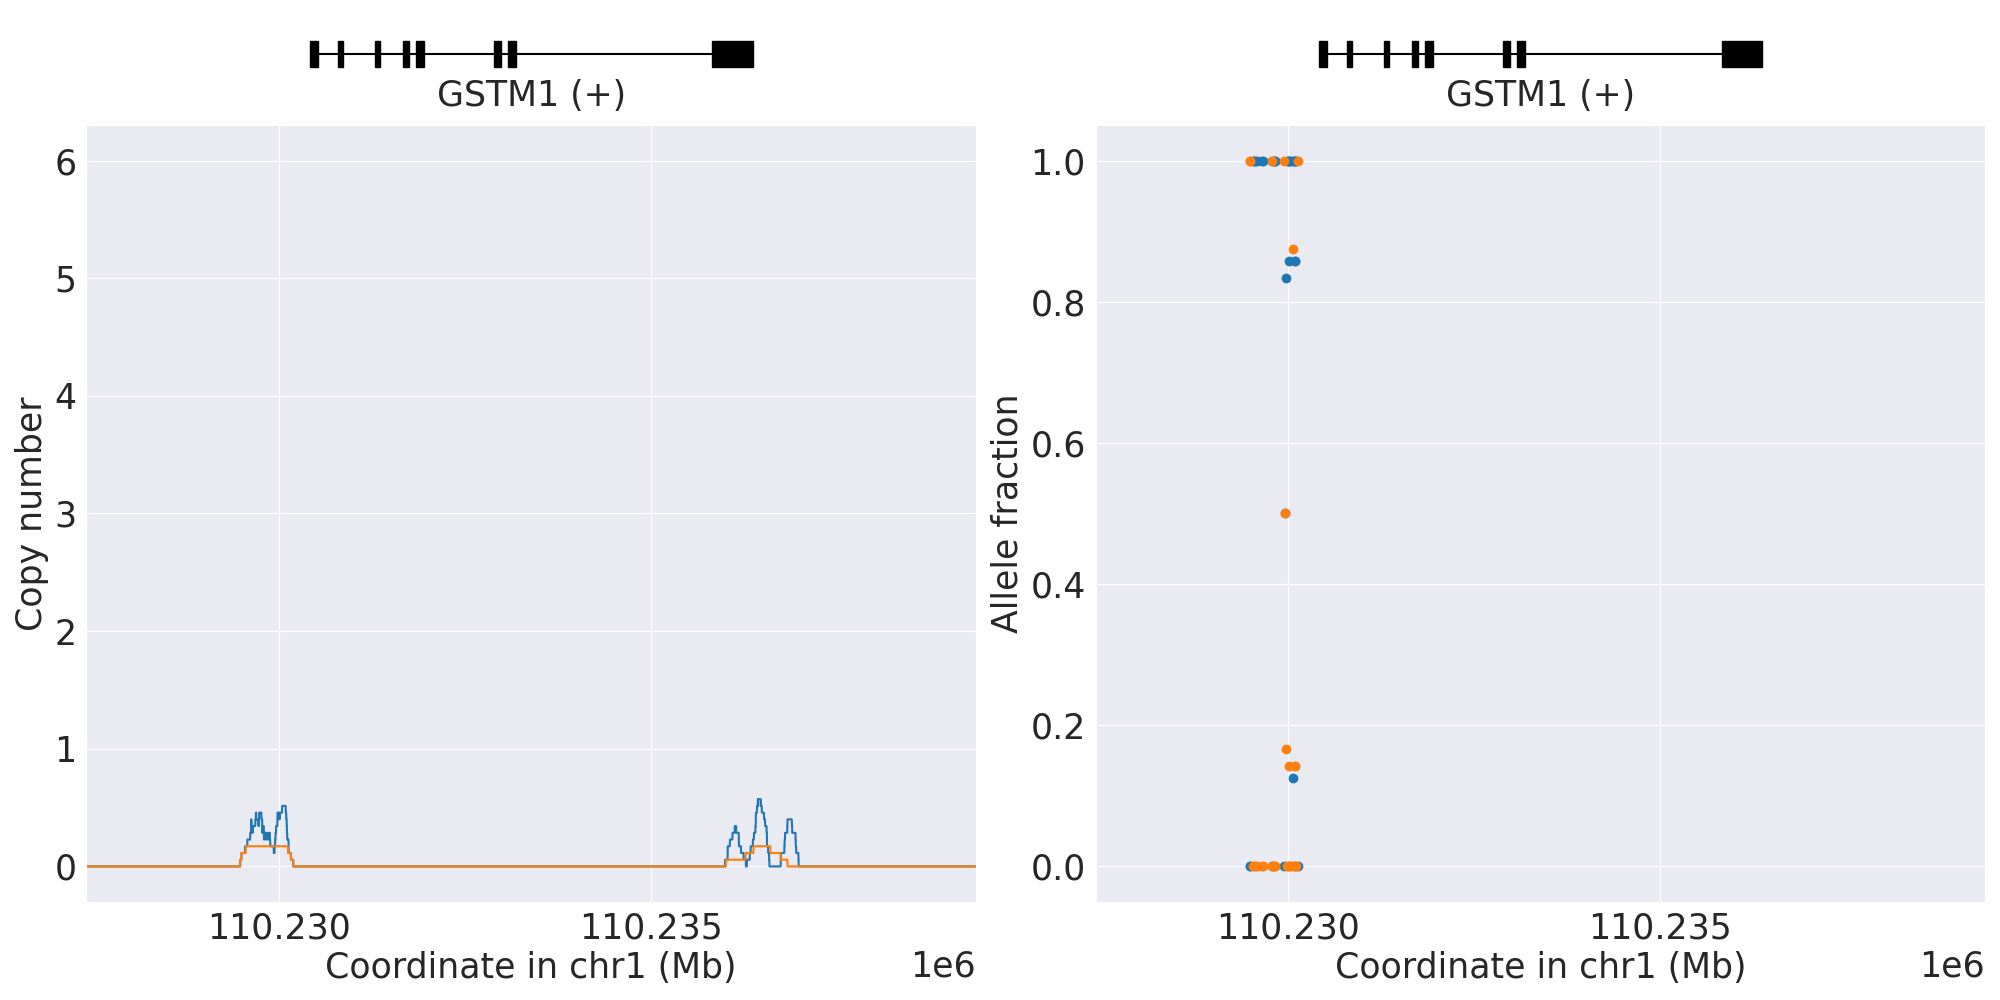 GSTM1 (+)
6
5
4
3
2
1
0
Copy number
110.230
110.235
Coordinate in chr1 (Mb)
1e6
GSTM1 (+)
1.0
0.8
0.6
0.4
0.2
0.0
Allele fraction
110.230
110.235
Coordinate in chr1 (Mb)
1e6